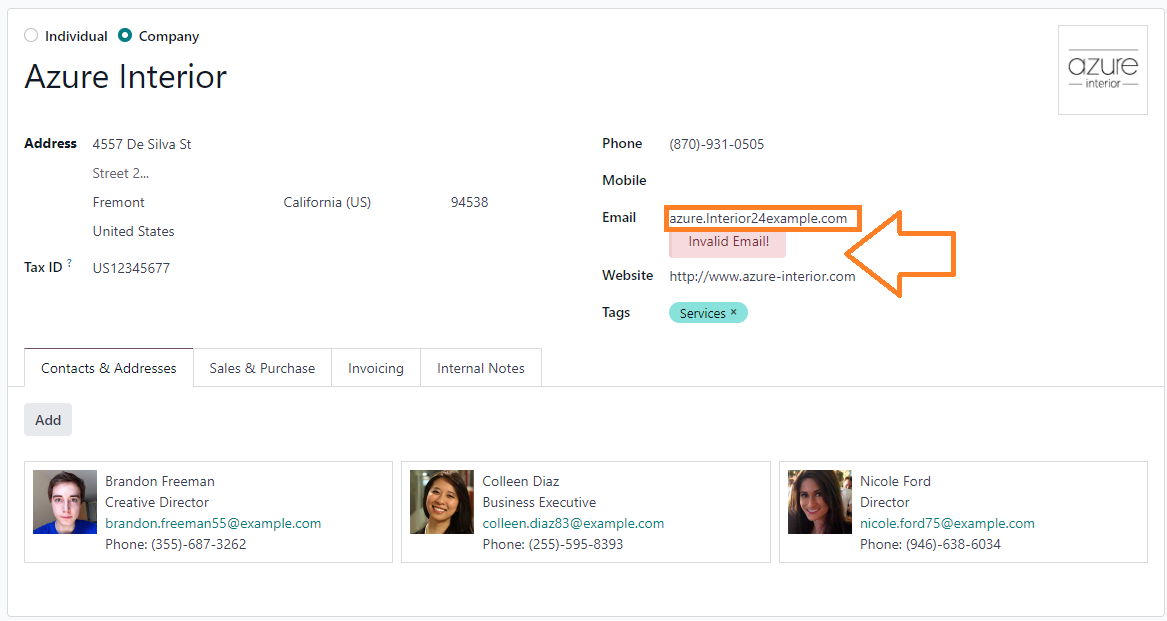 Individual Company
Azure Interior
azure
interior
Address 4557 De Silva St
Street 2...
Fremont California (US) 94538
United States
Tax ID ? US12345677
Phone (870)-931-0505
Mobile
Email azure.Interior24example.com
Invalid Email!
Website http://www.azure-interior.com
Tags Services ×
Contacts & Addresses Sales & Purchase Invoicing Internal Notes
Add
Brandon Freeman
Creative Director
brandon.freeman55@example.com
Phone: (355)-687-3262
Colleen Diaz
Business Executive
colleen.diaz83@example.com
Phone: (255)-595-8393
Nicole Ford
Director
nicole.ford75@example.com
Phone: (946)-638-6034